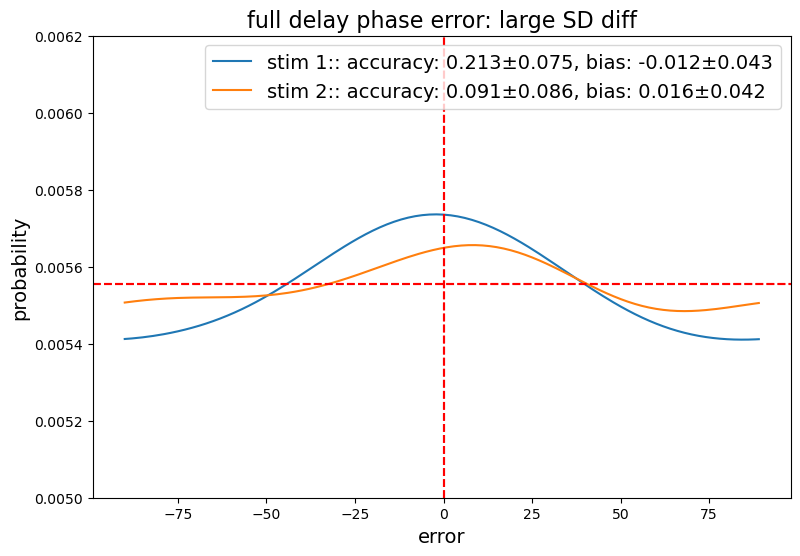 full delay phase error: large SD diff
stim 1:: accuracy: 0.213±0.075, bias: -0.012±0.043
stim 2:: accuracy: 0.091±0.086, bias: 0.016±0.042
0.0062
0.0060
0.0058
0.0056
0.0054
0.0052
0.0050
probability
−75
−50
−25
0
25
50
75
error